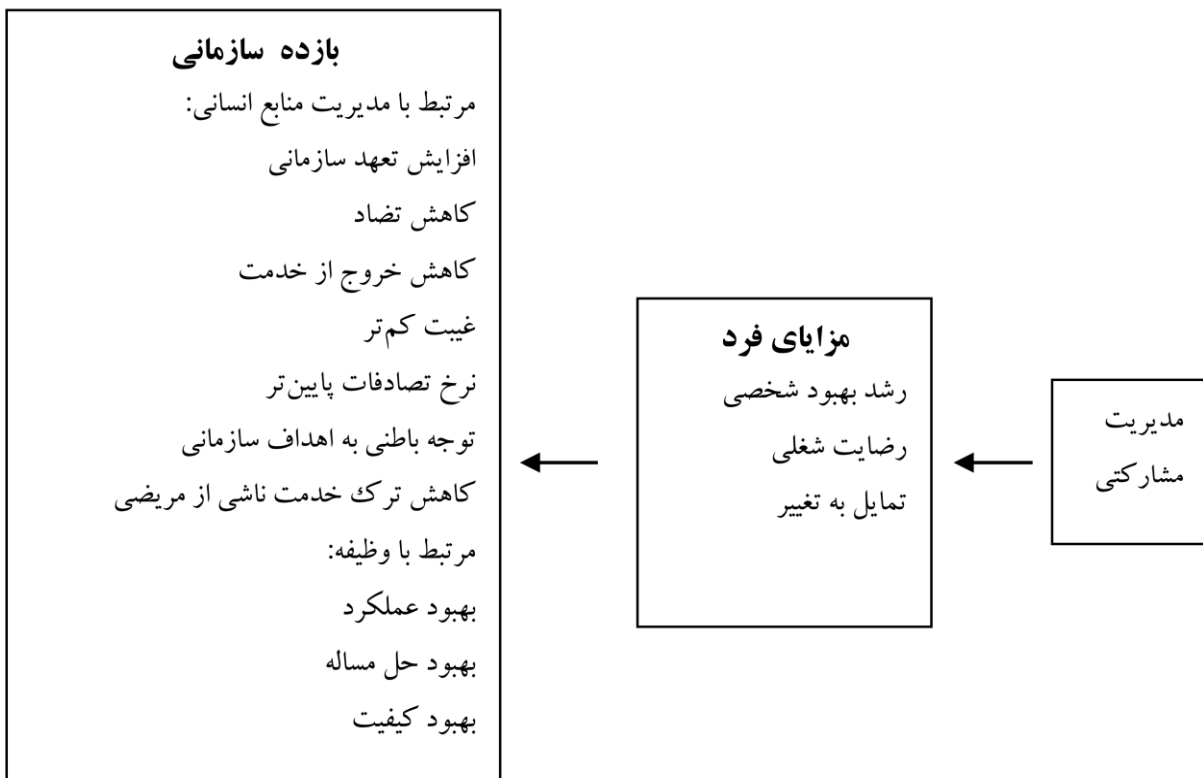 مدیریت
مشارکتی
مزایای فرد
رشد بهبود شخصی
رضایت شغلی
تمایل به تغییر
بازده سازمانی
مرتبط با مدیریت منابع انسانی:
افزایش تعهد سازمانی
کاهش تضاد
کاهش خروج از خدمت
غیبت کم‌تر
نرخ تصادفات پایین‌تر
توجه باطنی به اهداف سازمانی
کاهش ترك خدمت ناشی از مریضی
مرتبط با وظیفه:
بهبود عملکرد
بهبود حل مساله
بهبود کیفیت